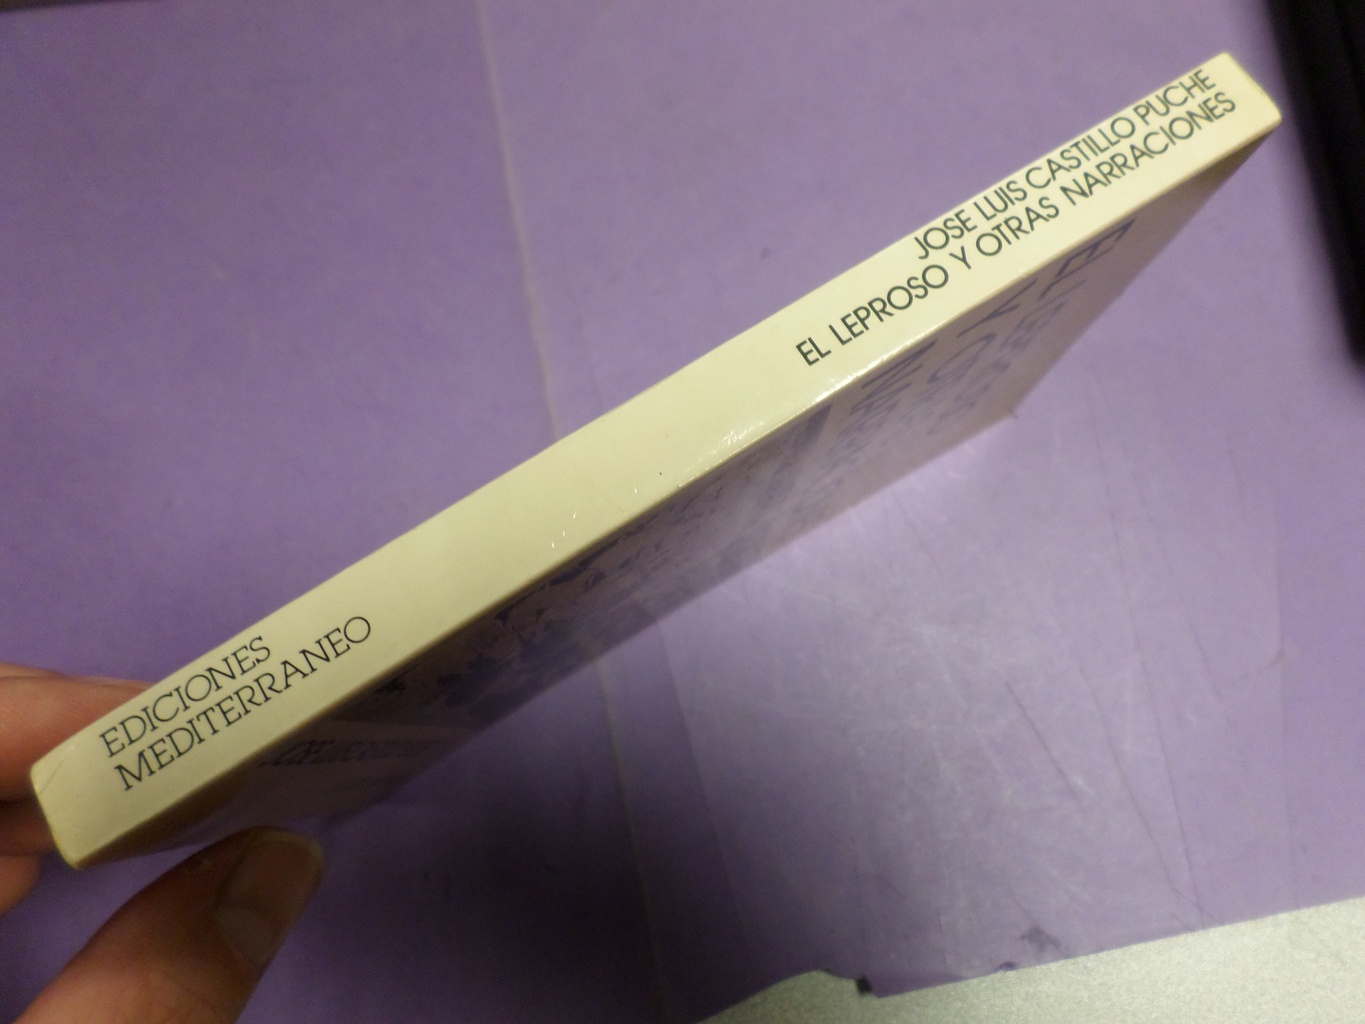 JOSE LUIS CASTILLO PUCHE
EL LEPROSO Y OTRAS NARRACIONES
EDICIONES
MEDITERRANEO